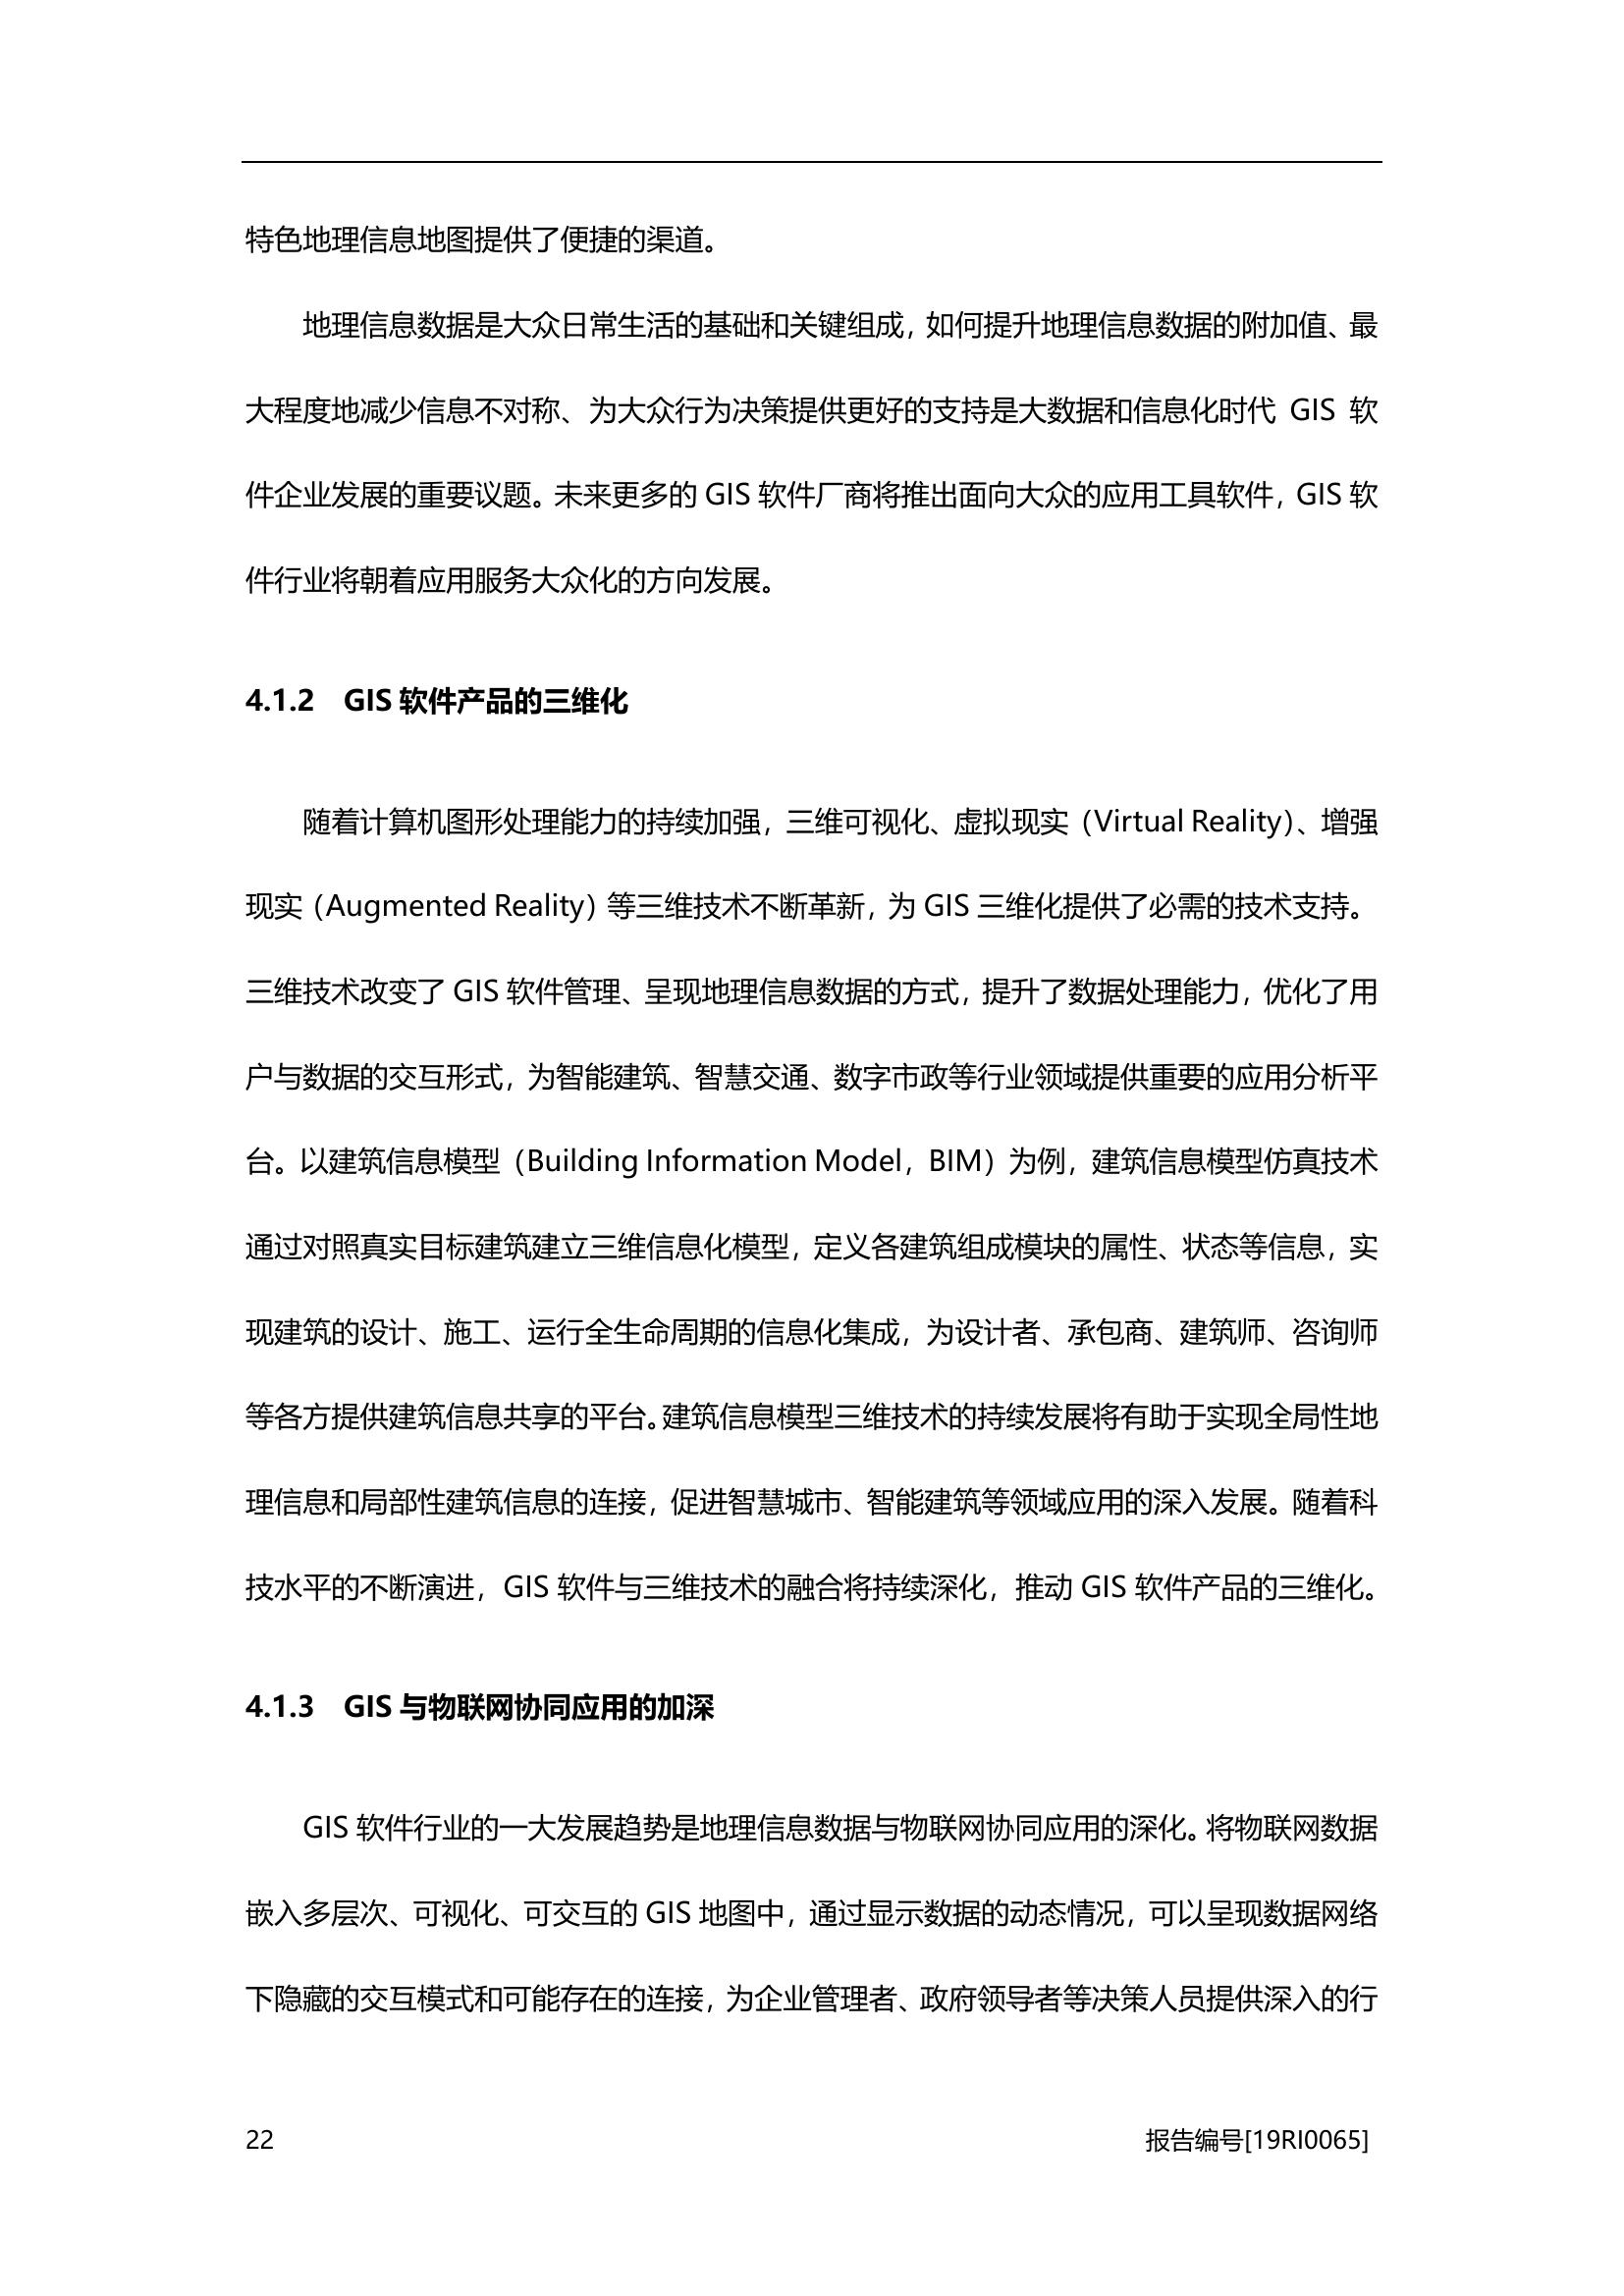 特色地理信息地图提供了便捷的渠道。
地理信息数据是大众日常生活的基础和关键组成，如何提升地理信息数据的附加值、最
大程度地减少信息不对称、为大众行为决策提供更好的支持是大数据和信息化时代 GIS 软
件企业发展的重要议题。未来更多的 GIS 软件厂商将推出面向大众的应用工具软件，GIS 软
件行业将朝着应用服务大众化的方向发展。
4.1.2 GIS 软件产品的三维化
随着计算机图形处理能力的持续加强，三维可视化、虚拟现实（Virtual Reality）、增强
现实（Augmented Reality）等三维技术不断革新，为 GIS 三维化提供了必需的技术支持。
三维技术改变了 GIS 软件管理、呈现地理信息数据的方式，提升了数据处理能力，优化了用
户与数据的交互形式，为智能建筑、智慧交通、数字市政等行业领域提供重要的应用分析平
台。以建筑信息模型（Building Information Model，BIM）为例，建筑信息模型仿真技术
通过对照真实目标建筑建立三维信息化模型，定义各建筑组成模块的属性、状态等信息，实
现建筑的设计、施工、运行全生命周期的信息化集成，为设计者、承包商、建筑师、咨询师
等各方提供建筑信息共享的平台。建筑信息模型三维技术的持续发展将有助于实现全局性地
理信息和局部性建筑信息的连接，促进智慧城市、智能建筑等领域应用的深入发展。随着科
技水平的不断演进，GIS 软件与三维技术的融合将持续深化，推动 GIS 软件产品的三维化。
4.1.3 GIS 与物联网协同应用的加深
GIS 软件行业的一大发展趋势是地理信息数据与物联网协同应用的深化。将物联网数据
嵌入多层次、可视化、可交互的 GIS 地图中，通过显示数据的动态情况，可以呈现数据网络
下隐藏的交互模式和可能存在的连接，为企业管理者、政府领导者等决策人员提供深入的行
22 报告编号[19RI0065]